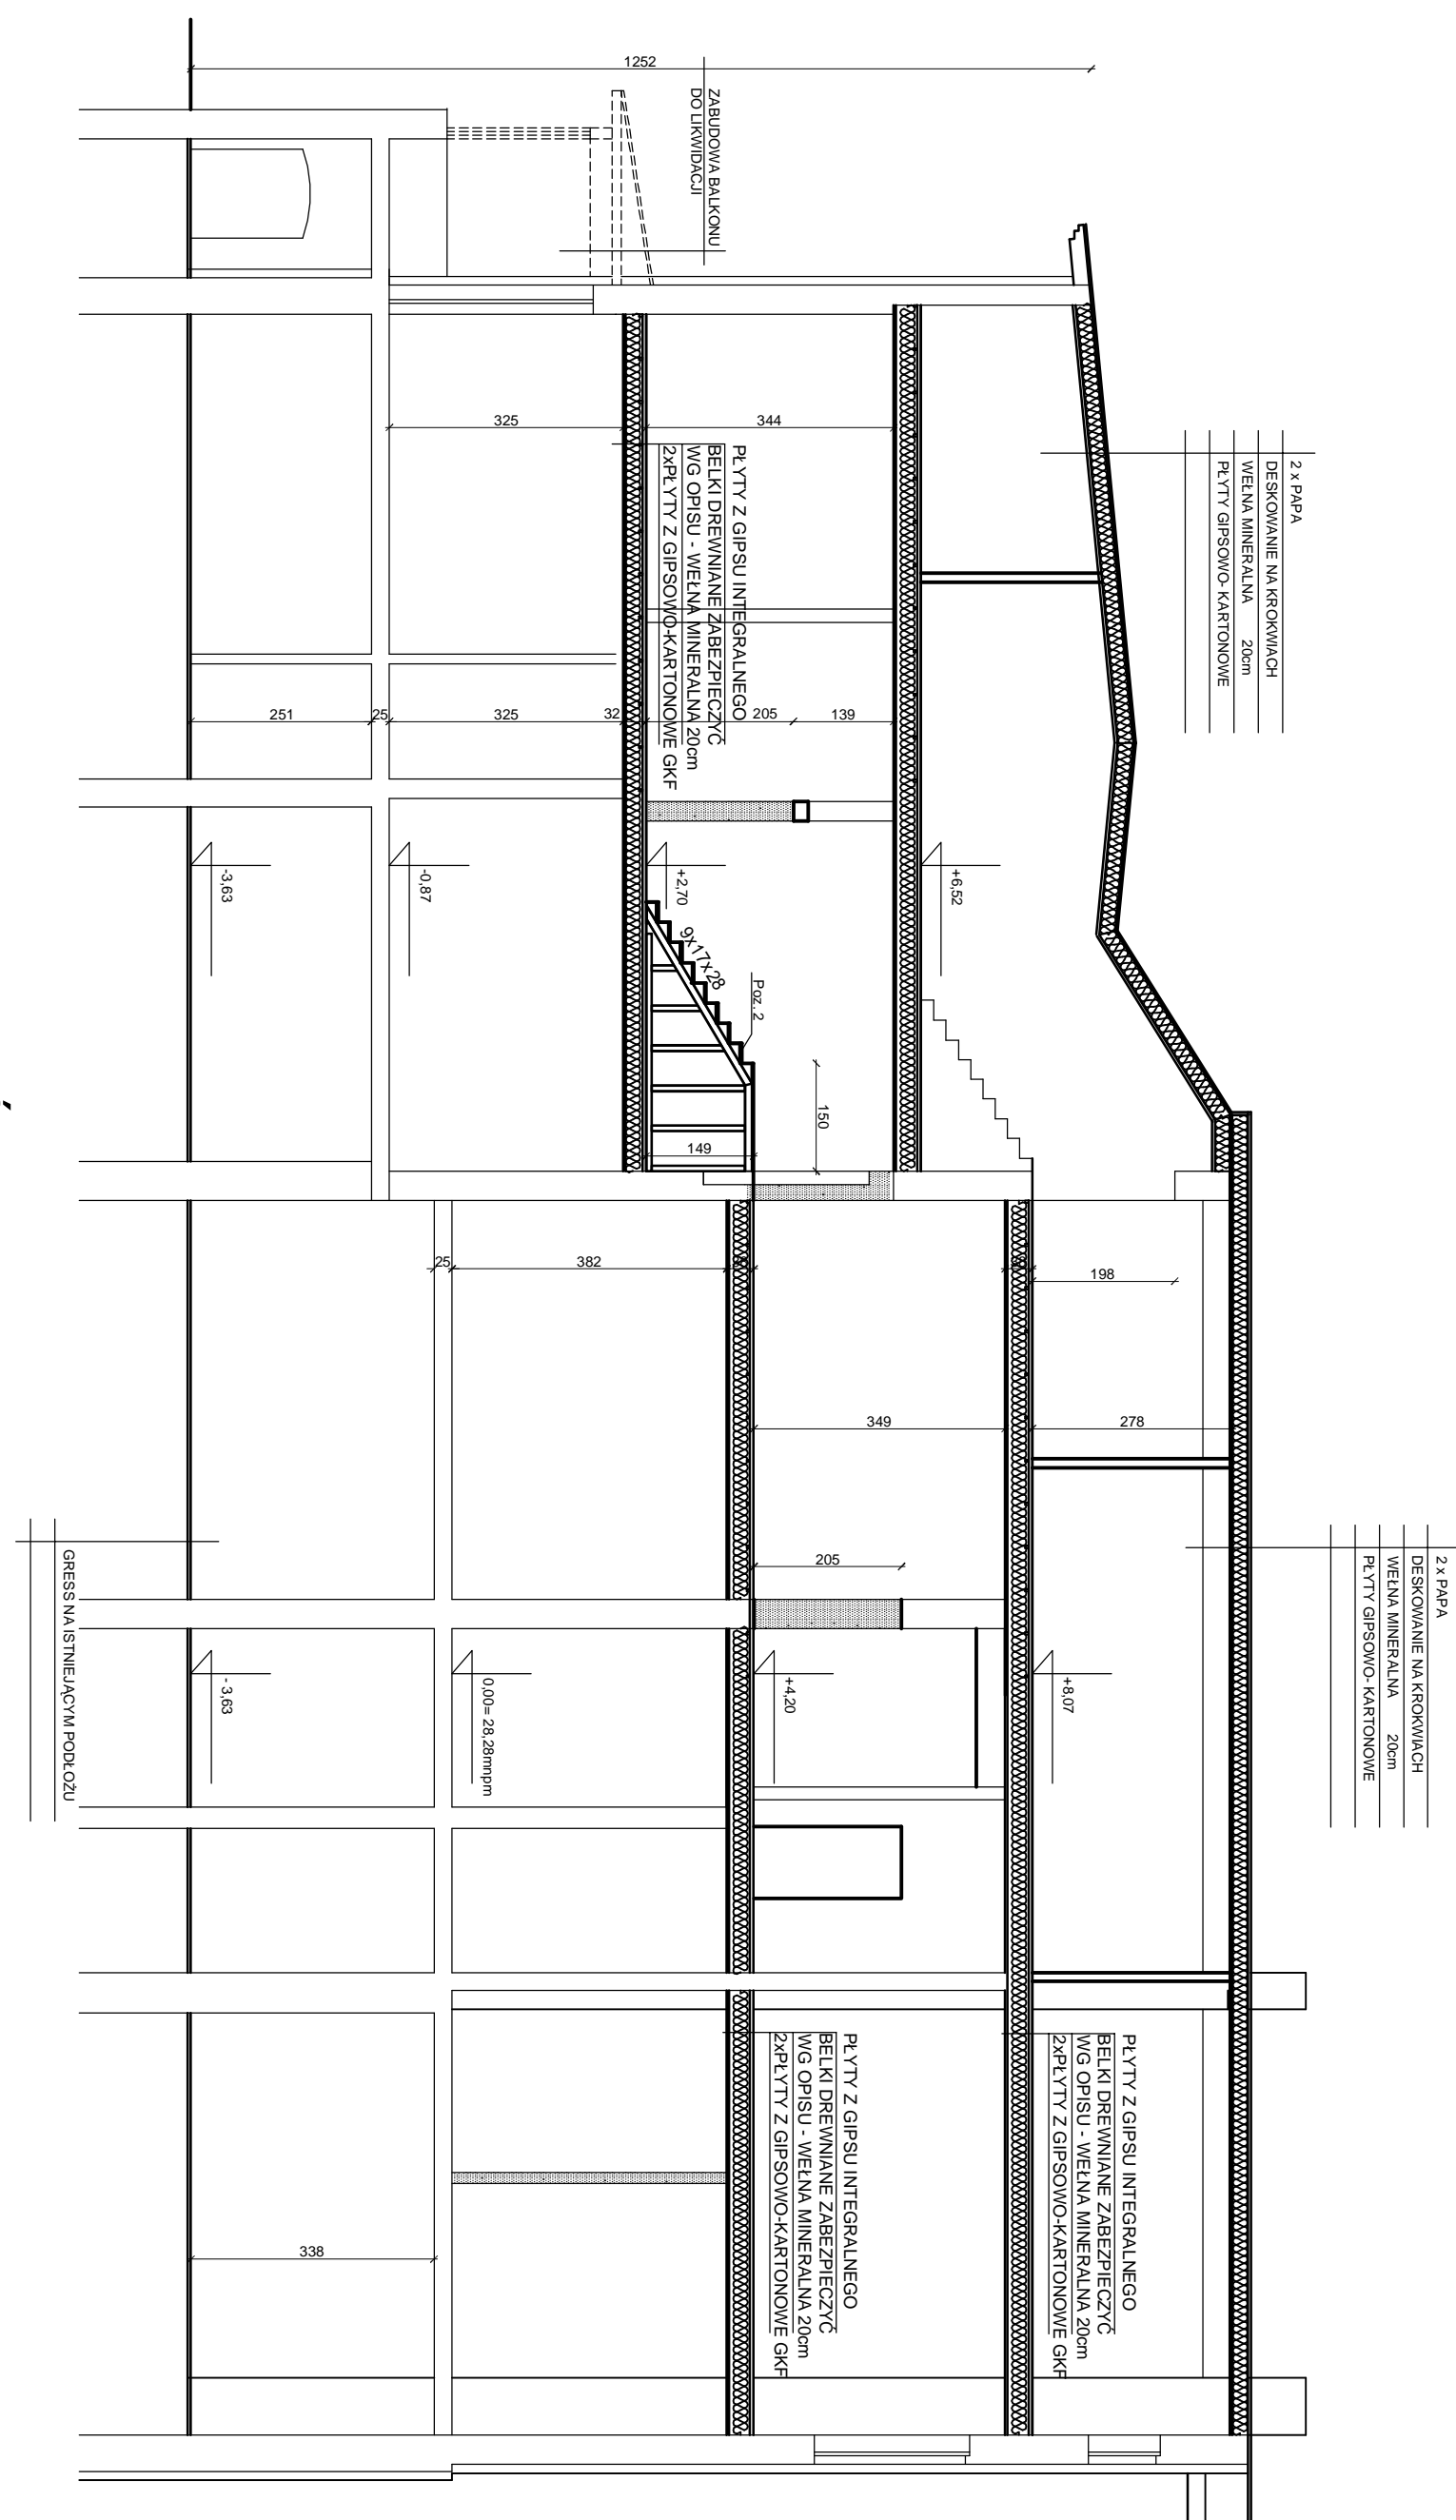 1252
ZABUDOWA BALKONU
DO LIKWIDACJI
2 x PAPA
DESKOWANIE NA KROKWIACH
WEŁNA MINERALNA 20cm
PŁYTY GIPSOWO- KARTONOWE
325
344
PŁYTY Z GIPSU INTEGRALNEGO
BELKI DREWNIANE ZABEZPIECZYĆ
WG OPISU - WEŁNA MINERALNA 20cm
2xPŁYTY Z GIPSOWO-KARTONOWE GKF
251
25
325
32
205
139
-3,63
-0,87
+2,70
+6,52
9x17x28
Poz. 2
150
149
25
382
198
349
278
205
2 x PAPA
DESKOWANIE NA KROKWIACH
WEŁNA MINERALNA 20cm
PŁYTY GIPSOWO- KARTONOWE
GRESS NA ISTNIEJĄCYM PODŁOŻU
- 3,63
0,00= 28,28mnpm
+4,20
+8,07
PŁYTY Z GIPSU INTEGRALNEGO
BELKI DREWNIANE ZABEZPIECZYĆ
WG OPISU - WEŁNA MINERALNA 20cm
2xPŁYTY Z GIPSOWO-KARTONOWE GKF
PŁYTY Z GIPSU INTEGRALNEGO
BELKI DREWNIANE ZABEZPIECZYĆ
WG OPISU - WEŁNA MINERALNA 20cm
2xPŁYTY Z GIPSOWO-KARTONOWE GKF
338